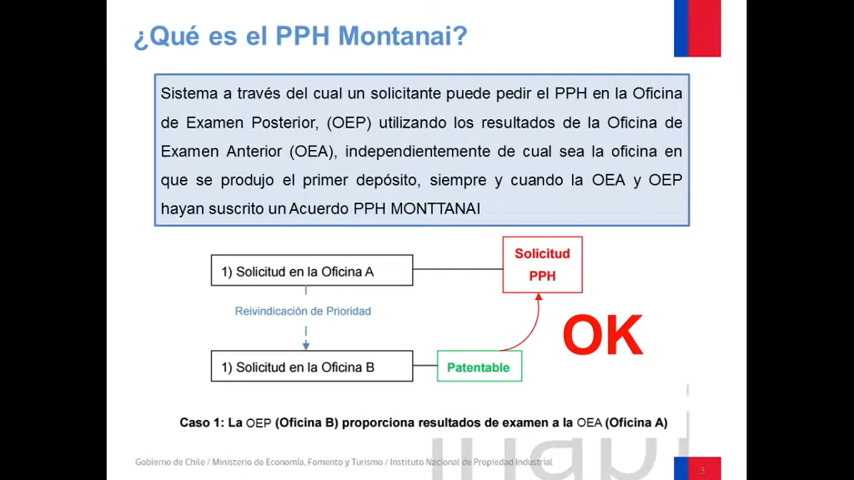 ¿Qué es el PPH Montanai?
Sistema a través del cual un solicitante puede pedir el PPH en la Oficina
de Examen Posterior, (OEP) utilizando los resultados de la Oficina de
Examen Anterior (OEA), independientemente de cual sea la oficina en
que se produjo el primer depósito, siempre y cuando la OEA y OEP
hayan suscrito un Acuerdo PPH MONTTANAI
Solicitud
PPH
1) Solicitud en la Oficina A
Reivindicación de Prioridad
OK
1) Solicitud en la Oficina B
Patentable
Caso 1: La OEP (Oficina B) proporciona resultados de examen a la OEA (Oficina A)
inapi
Gobierno de Chile / Ministerio de Economía, Fomento y Turismo / Instituto Nacional de Propiedad Industrial
3